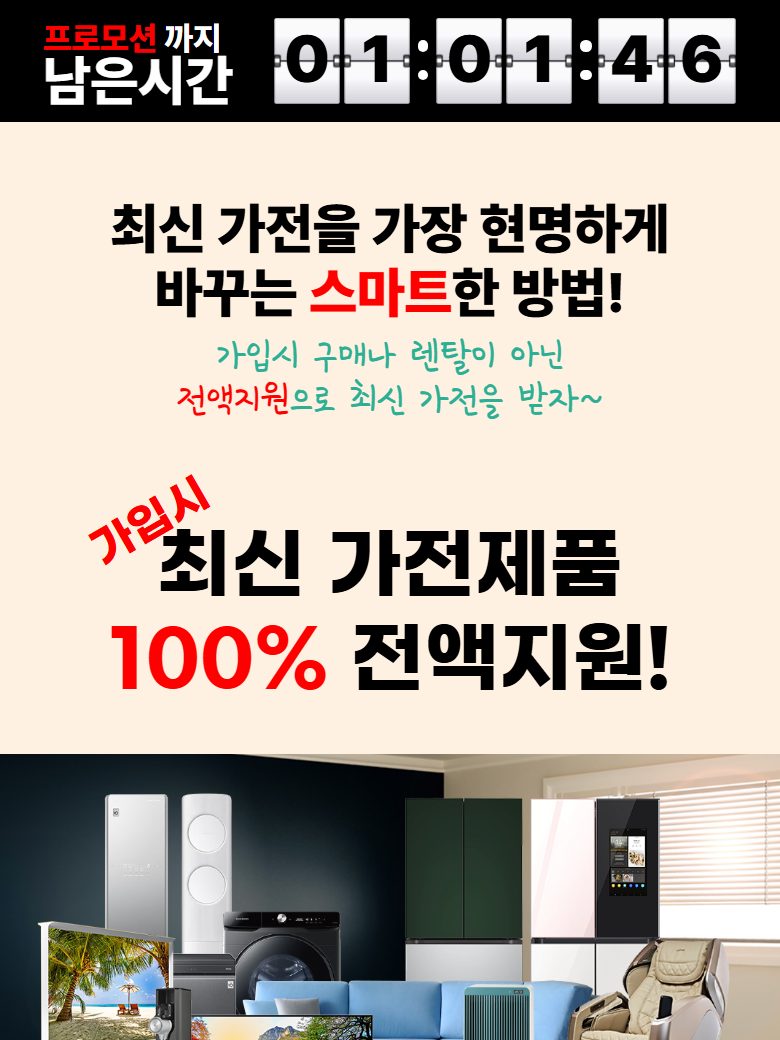 프로모션 까지
남은시간
01:01:46
최신 가전을 가장 현명하게
바꾸는 스마트한 방법!
가입시 구매나 렌탈이 아닌
전액지원으로 최신 가전을 받자~
가입시
최신 가전제품
100% 전액지원!